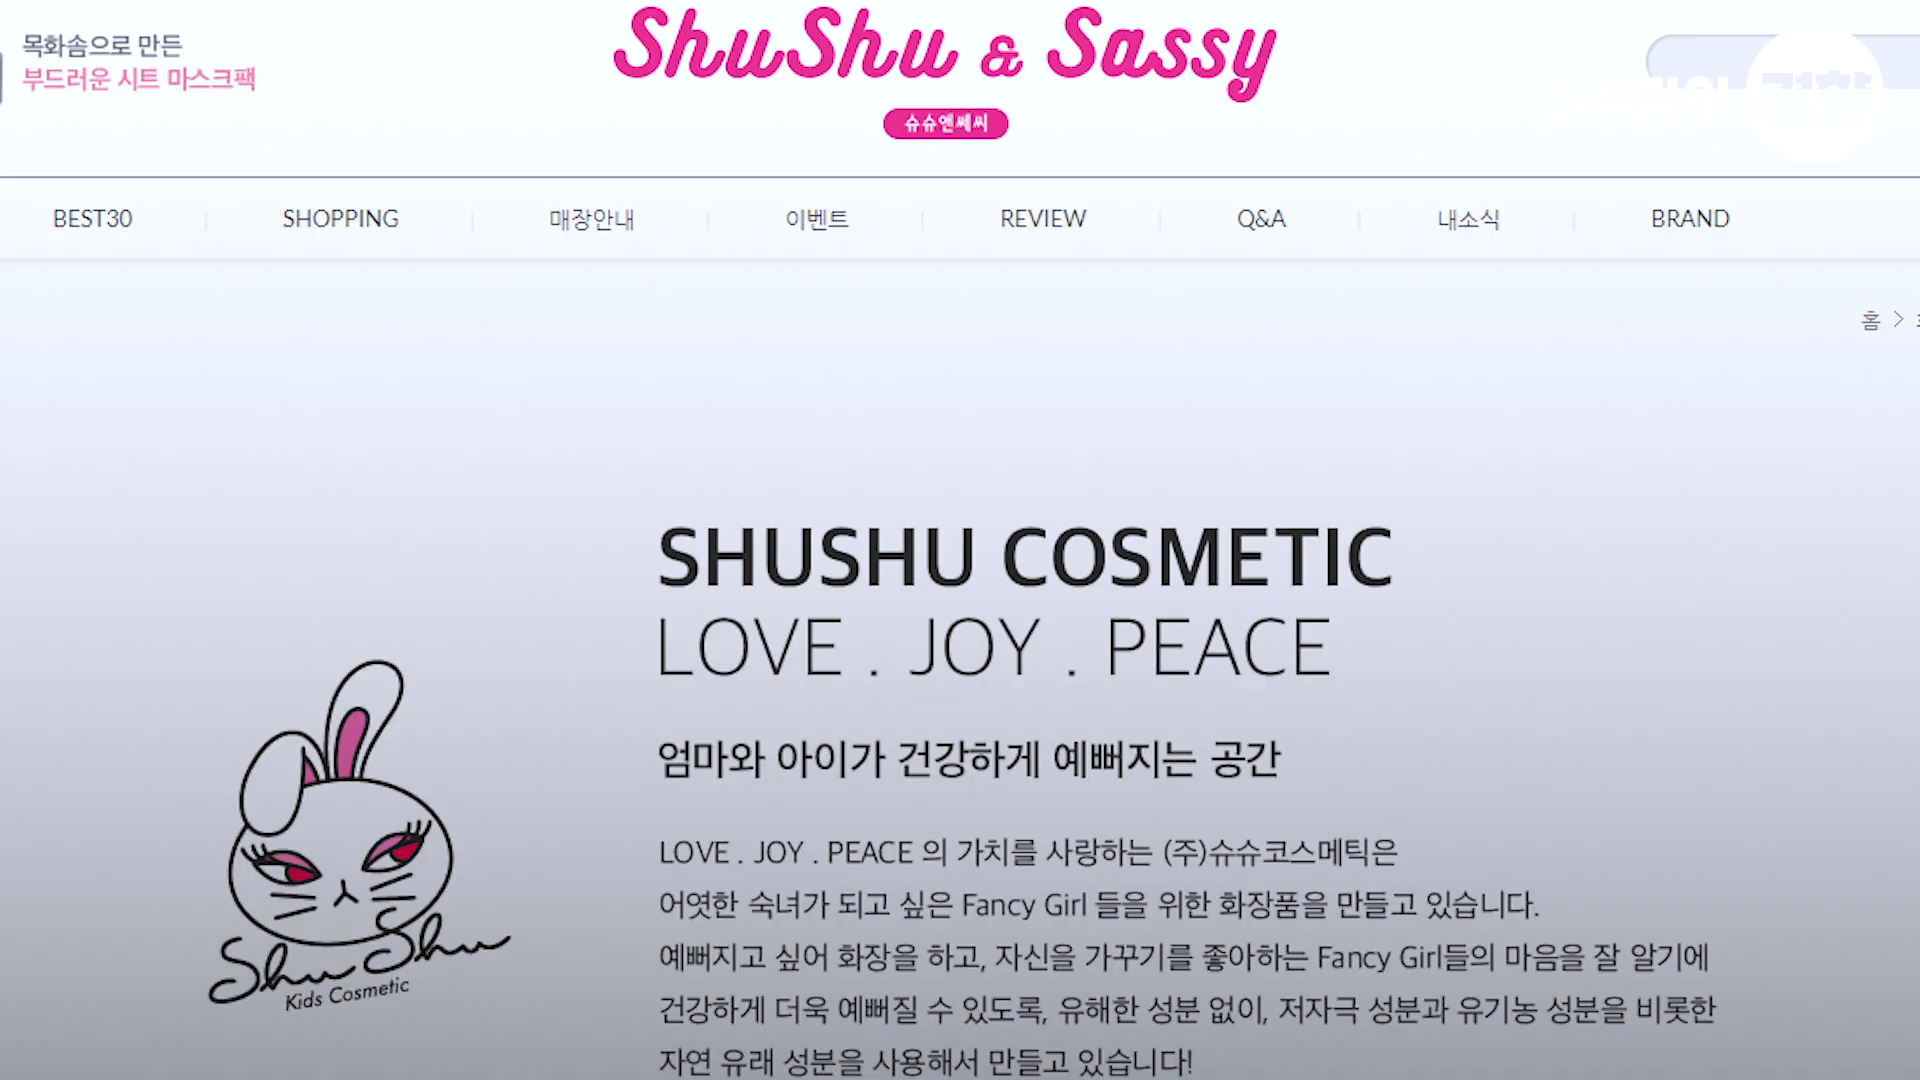 목화솜으로 만든
부드러운 시트 마스크팩
ShuShu & Sassy
슈슈앤쎄씨
BEST30
SHOPPING
매장안내
이벤트
REVIEW
Q&A
내소식
BRAND
홈 >
SHUSHU COSMETIC
LOVE . JOY . PEACE
엄마와 아이가 건강하게 예뻐지는 공간
LOVE . JOY . PEACE 의 가치를 사랑하는 (주)슈슈코스메틱은
어엿한 숙녀가 되고 싶은 Fancy Girl 들을 위한 화장품을 만들고 있습니다.
예뻐지고 싶어 화장을 하고, 자신을 가꾸기를 좋아하는 Fancy Girl들의 마음을 잘 알기에
건강하게 더욱 예뻐질 수 있도록, 유해한 성분 없이, 저자극 성분과 유기농 성분을 비롯한
자연 유래 성분을 사용해서 만들고 있습니다!
Shu Shu
Kids Cosmetic